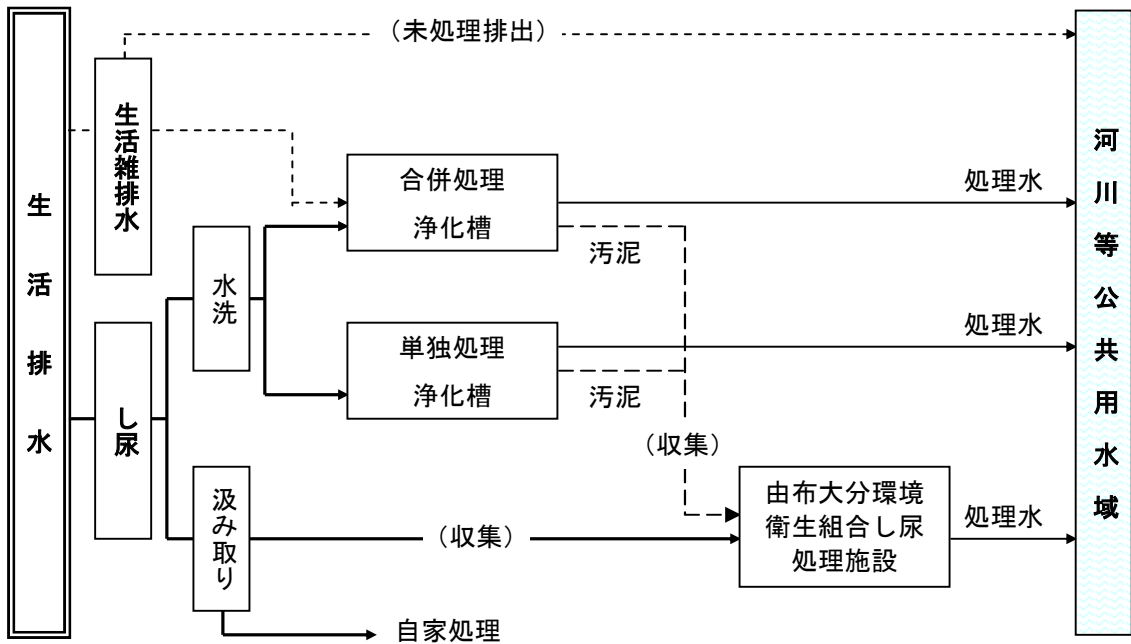 生活排水
生活雑排水
（未処理排出）
し尿
水洗
汲み取り
合併処理
浄化槽
汚泥
処理水
単独処理
浄化槽
汚泥
処理水
（収集）
（収集）
由布大分環境
衛生組合し尿
処理施設
処理水
自家処理
河川等公共用水域